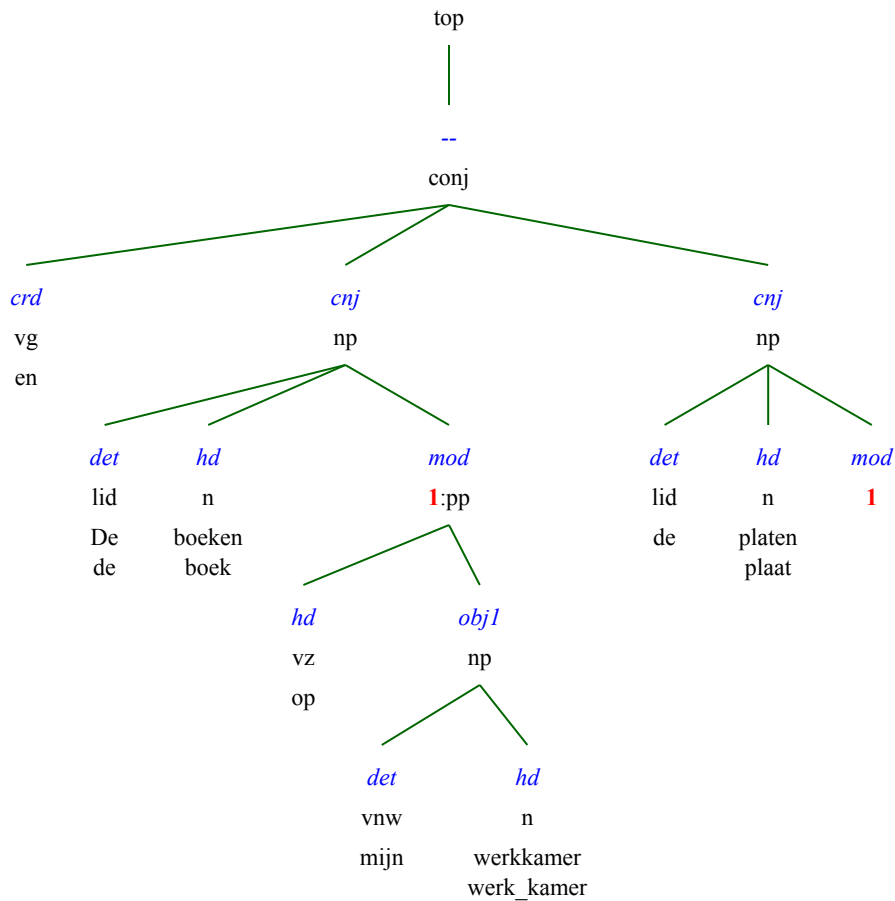 top
--
conj
crd cnj cnj
vg np np
en
det hd mod det hd mod
lid n 1:pp lid n 1
De boeken de platen
de boek plaat
hd obj1
vz np
op
det hd
vnw n
mijn werkkamer
werk_kamer